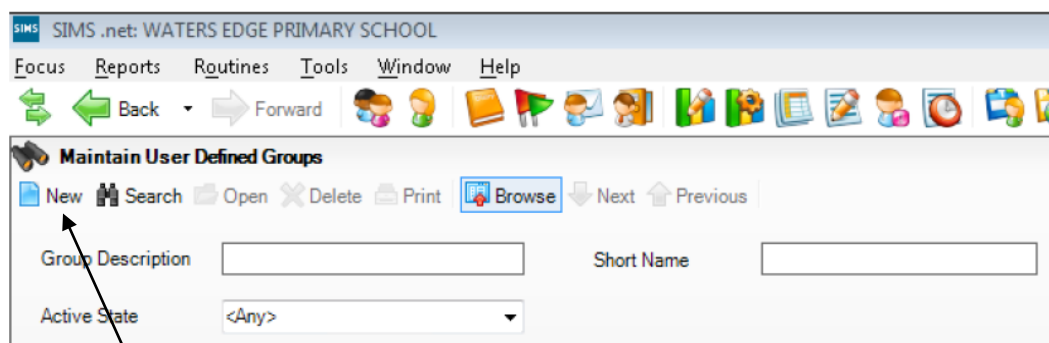 SIMS SIMS .net: WATERS EDGE PRIMARY SCHOOL
Focus Reports Routines Tools Window Help
Back Forward
Maintain User Defined Groups
New Search Open Delete Print Browse Next Previous
Group Description Short Name
Active State <Any>